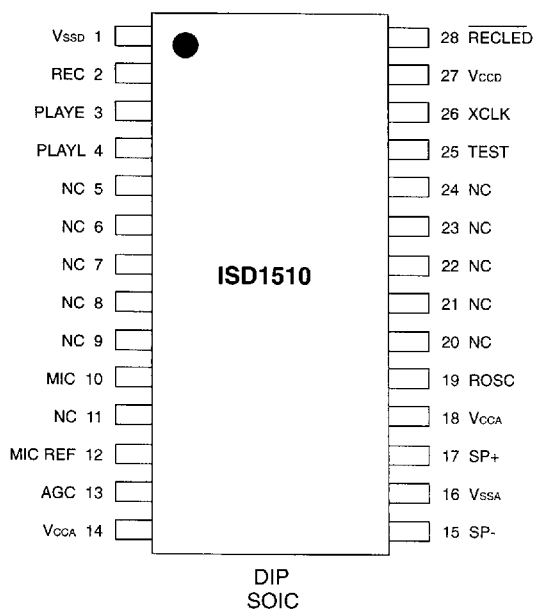 VSSD 1
REC 2
PLAYE 3
PLAYL 4
NC 5
NC 6
NC 7
NC 8
NC 9
MIC 10
NC 11
MIC REF 12
AGC 13
VCCA 14
ISD1510
28 RECLED
27 VCCD
26 XCLK
25 TEST
24 NC
23 NC
22 NC
21 NC
20 NC
19 ROSC
18 VCCA
17 SP+
16 VSSA
15 SP-
DIP
SOIC